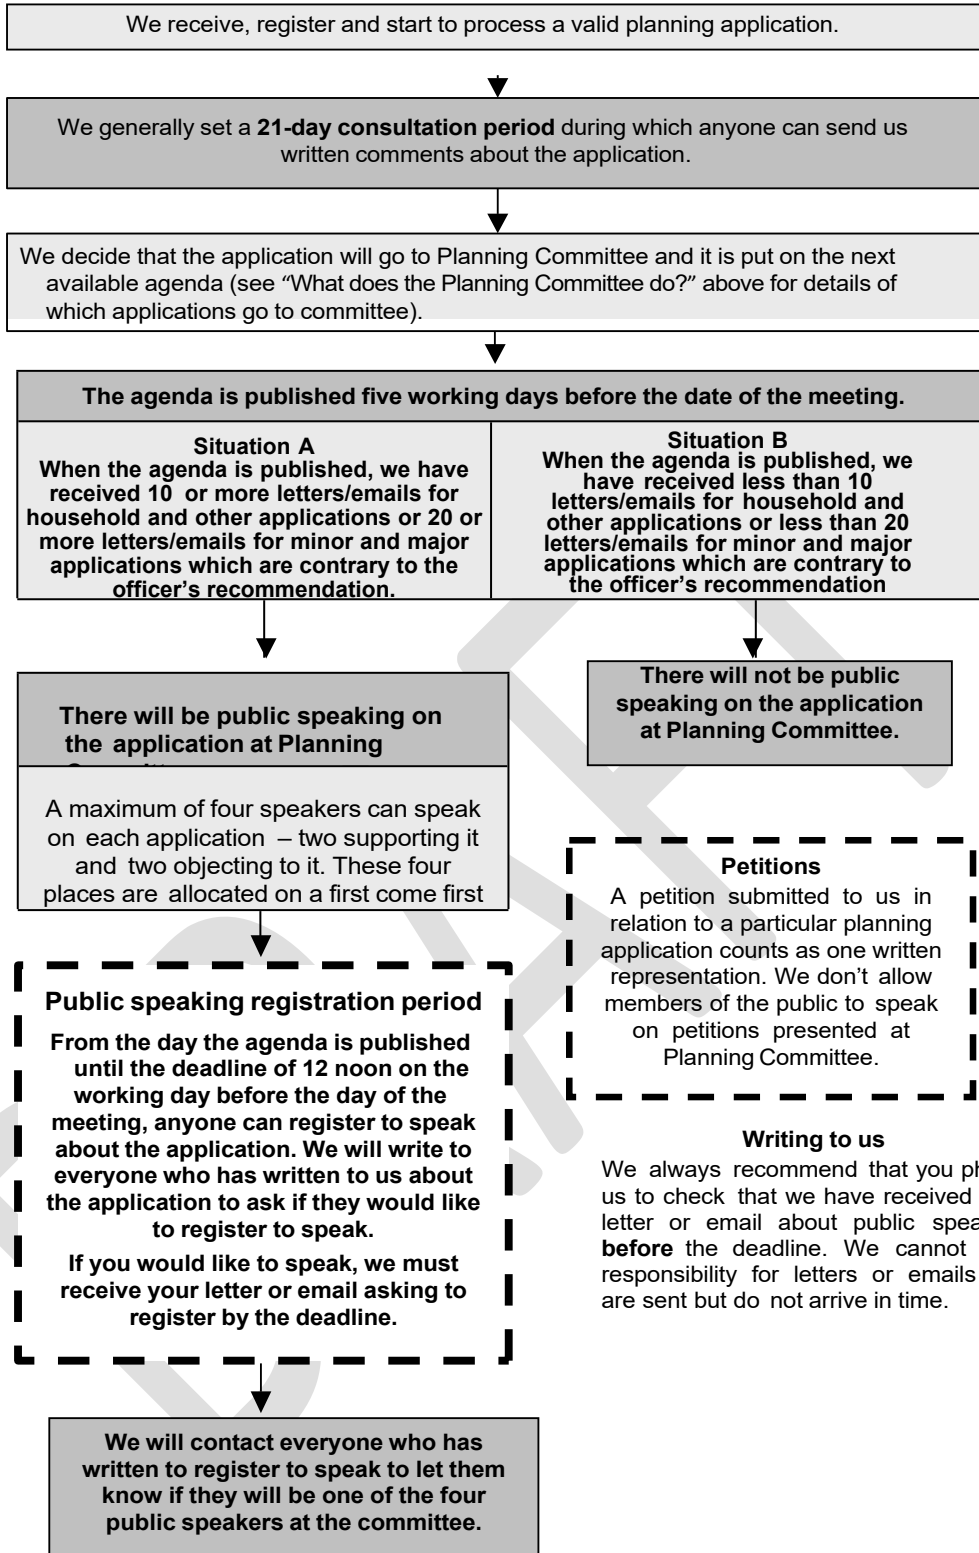 We receive, register and start to process a valid planning application.
We generally set a 21-day consultation period during which anyone can send us
written comments about the application.
We decide that the application will go to Planning Committee and it is put on the next
available agenda (see “What does the Planning Committee do?” above for details of
which applications go to committee).
The agenda is published five working days before the date of the meeting.
Situation A
When the agenda is published, we have
received 10 or more letters/emails for
household and other applications or 20 or
more letters/emails for minor and major
applications which are contrary to the
officer’s recommendation.
Situation B
When the agenda is published, we
have received less than 10
letters/emails for household and
other applications or less than 20
letters/emails for minor and major
applications which are contrary to
the officer’s recommendation
There will be public speaking on
the application at Planning
There will not be public
speaking on the application
at Planning Committee.
A maximum of four speakers can speak
on each application – two supporting it
and two objecting to it. These four
places are allocated on a first come first
Petitions
A petition submitted to us in
relation to a particular planning
application counts as one written
representation. We don’t allow
members of the public to speak
on petitions presented at
Planning Committee.
Public speaking registration period
From the day the agenda is published
until the deadline of 12 noon on the
working day before the day of the
meeting, anyone can register to speak
about the application. We will write to
everyone who has written to us about
the application to ask if they would like
to register to speak.
If you would like to speak, we must
receive your letter or email asking to
register by the deadline.
Writing to us
We always recommend that you
us to check that we have received
letter or email about public
before the deadline. We cannot
responsibility for letters or emails
are sent but do not arrive in time.
We will contact everyone who has
written to register to speak to let them
know if they will be one of the four
public speakers at the committee.